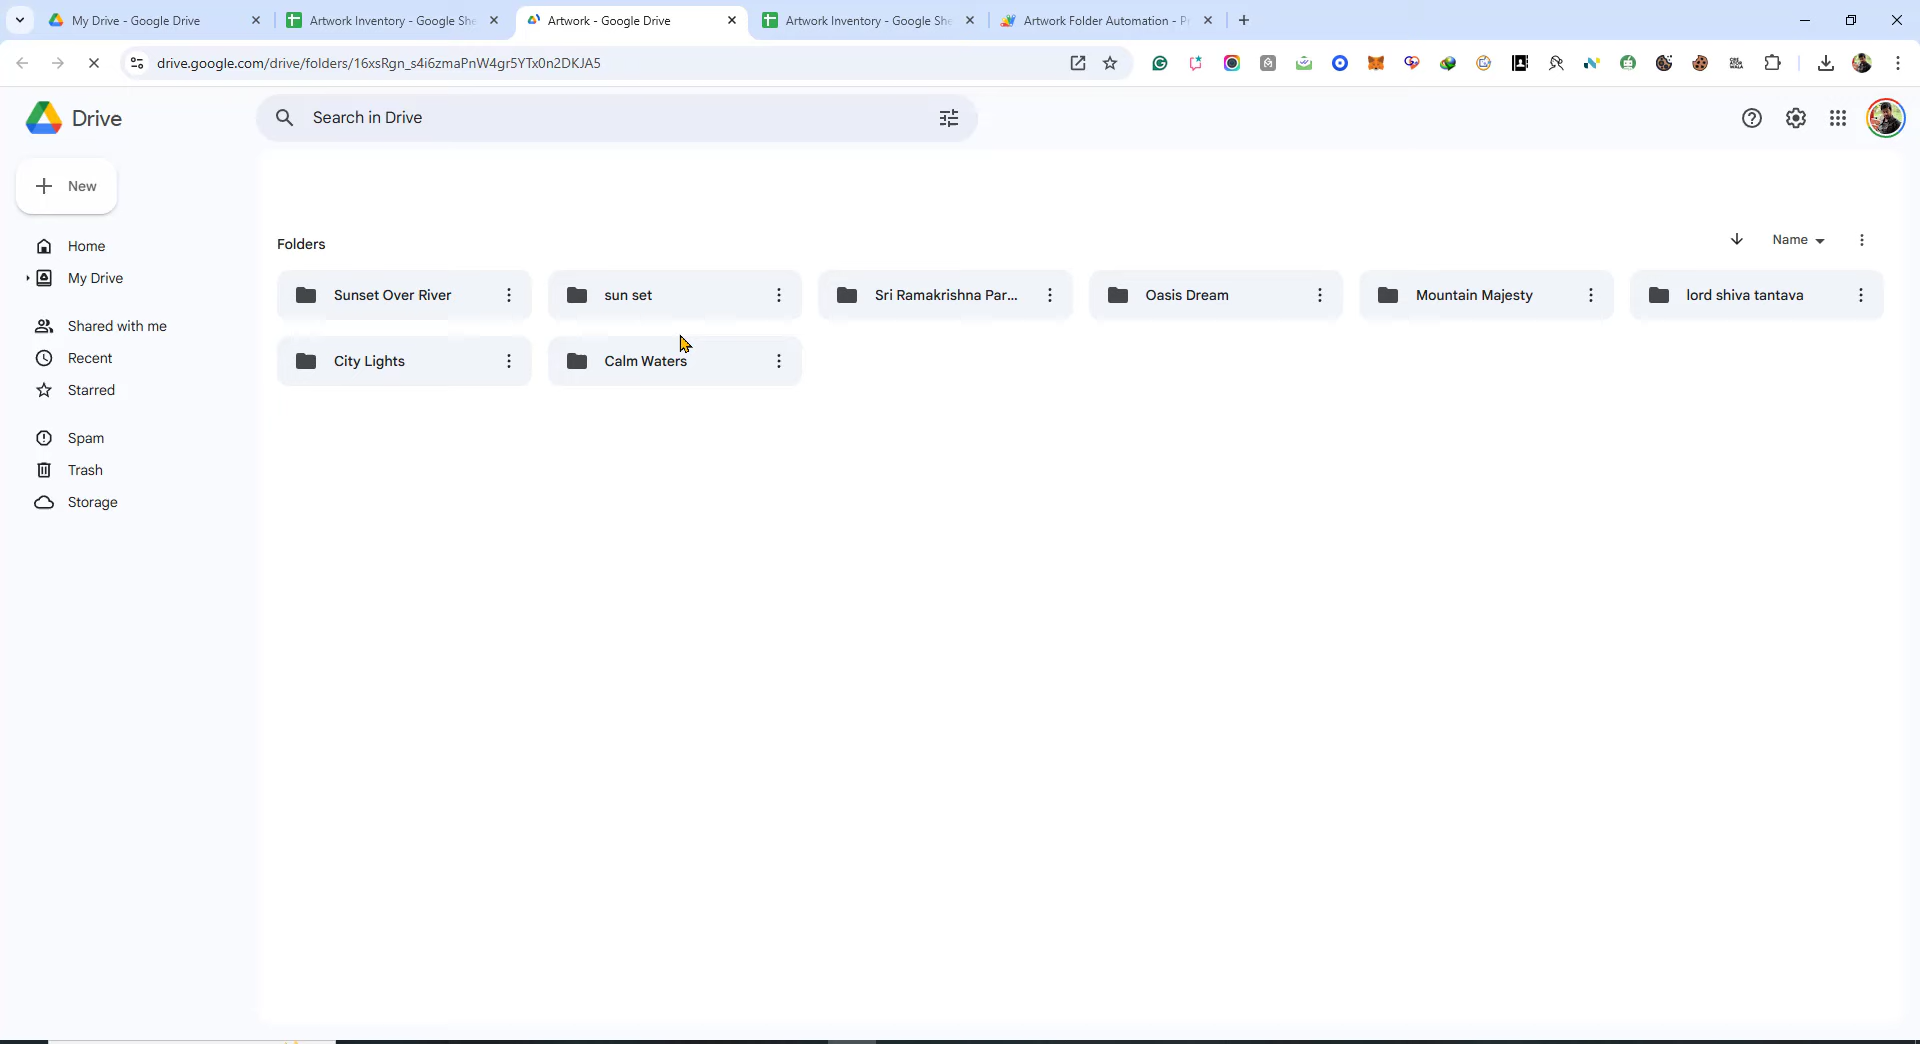 My Drive - Google Drive
Artwork Inventory - Google She
Artwork - Google Drive
Artwork Inventory - Google She
Artwork Folder Automation - P
drive.google.com/drive/folders/16xsRgn_s4i6zmaPnW4gr5YTx0n2DKJA5
Drive
Search in Drive
New
Home
My Drive
Shared with me
Recent
Starred
Spam
Trash
Storage
Folders
Name
Sunset Over River
sun set
Sri Ramakrishna Par...
Oasis Dream
Mountain Majesty
lord shiva tantava
City Lights
Calm Waters